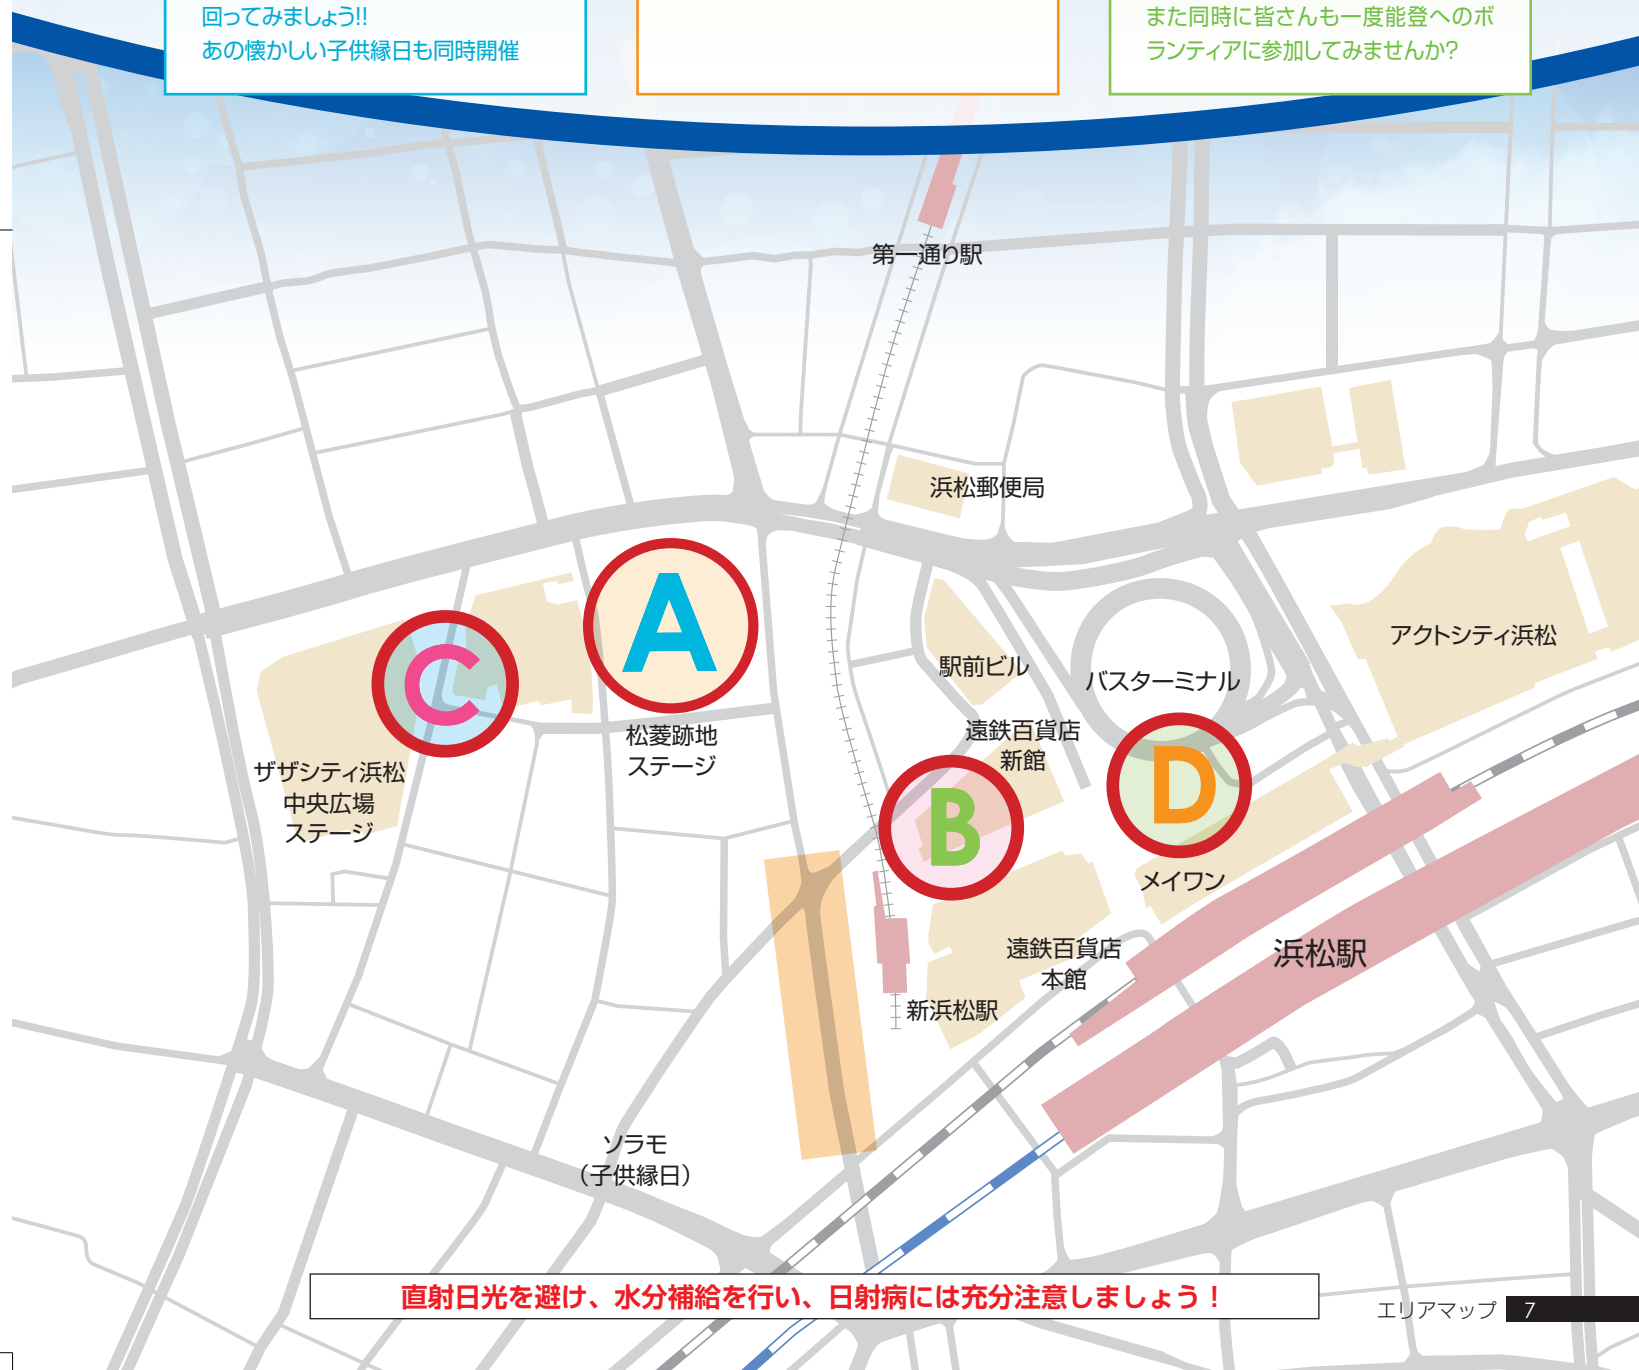 回ってみましょう!!
あの懐かしい子供縁日も同時開催
また同時に皆さんも一度能登へのボ
ランティアに参加してみませんか?
第一通り駅
浜松郵便局
アクトシティ浜松
駅前ビル
バスターミナル
A
C
松菱跡地
ステージ
遠鉄百貨店
新館
ザザシティ浜松
中央広場
ステージ
B
D
メイワン
遠鉄百貨店
本館
浜松駅
新浜松駅
ソラモ
(子供縁日)
直射日光を避け、水分補給を行い、日射病には充分注意しましょう！
エリアマップ 7